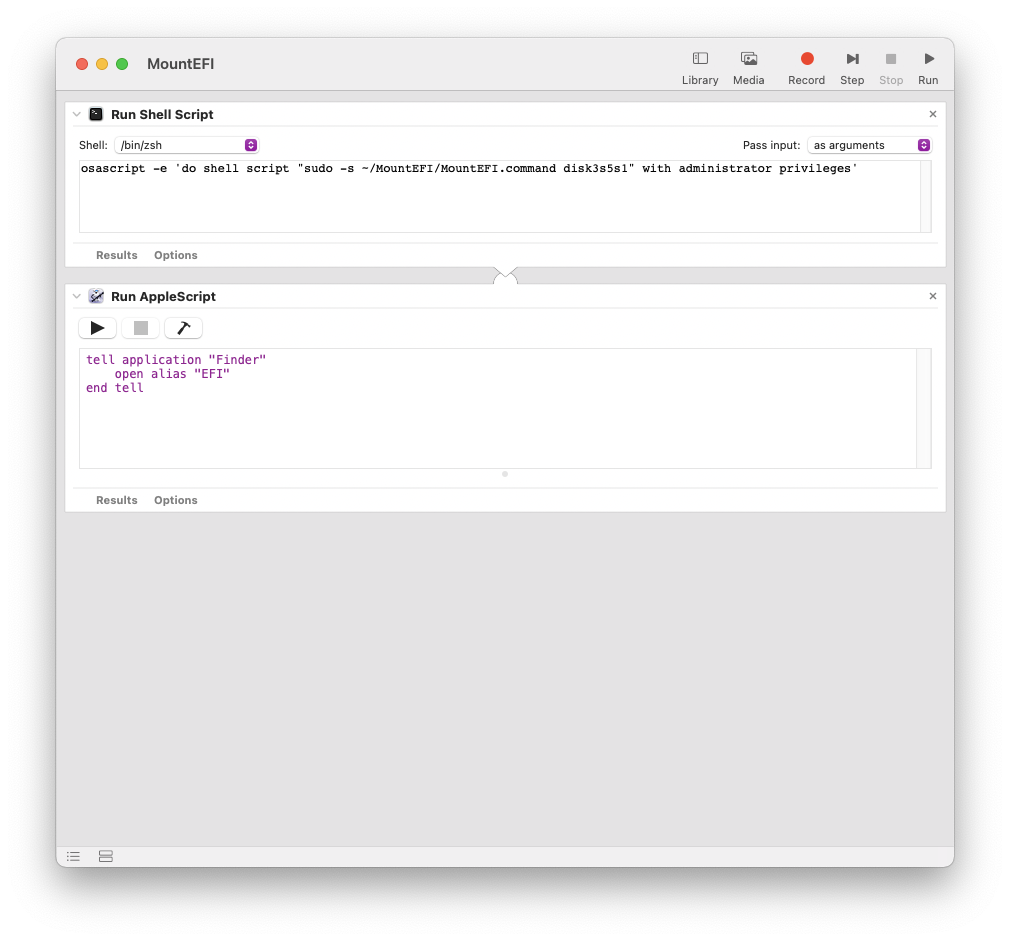 MountEFI
Library Media Record Step Stop Run
Run Shell Script
Shell: /bin/zsh Pass input: as arguments
osascript -e 'do shell script "sudo -s ~/MountEFI/MountEFI.command disk3s5s1" with administrator privileges'
Results Options
Run AppleScript
tell application "Finder"
open alias "EFI"
end tell
Results Options